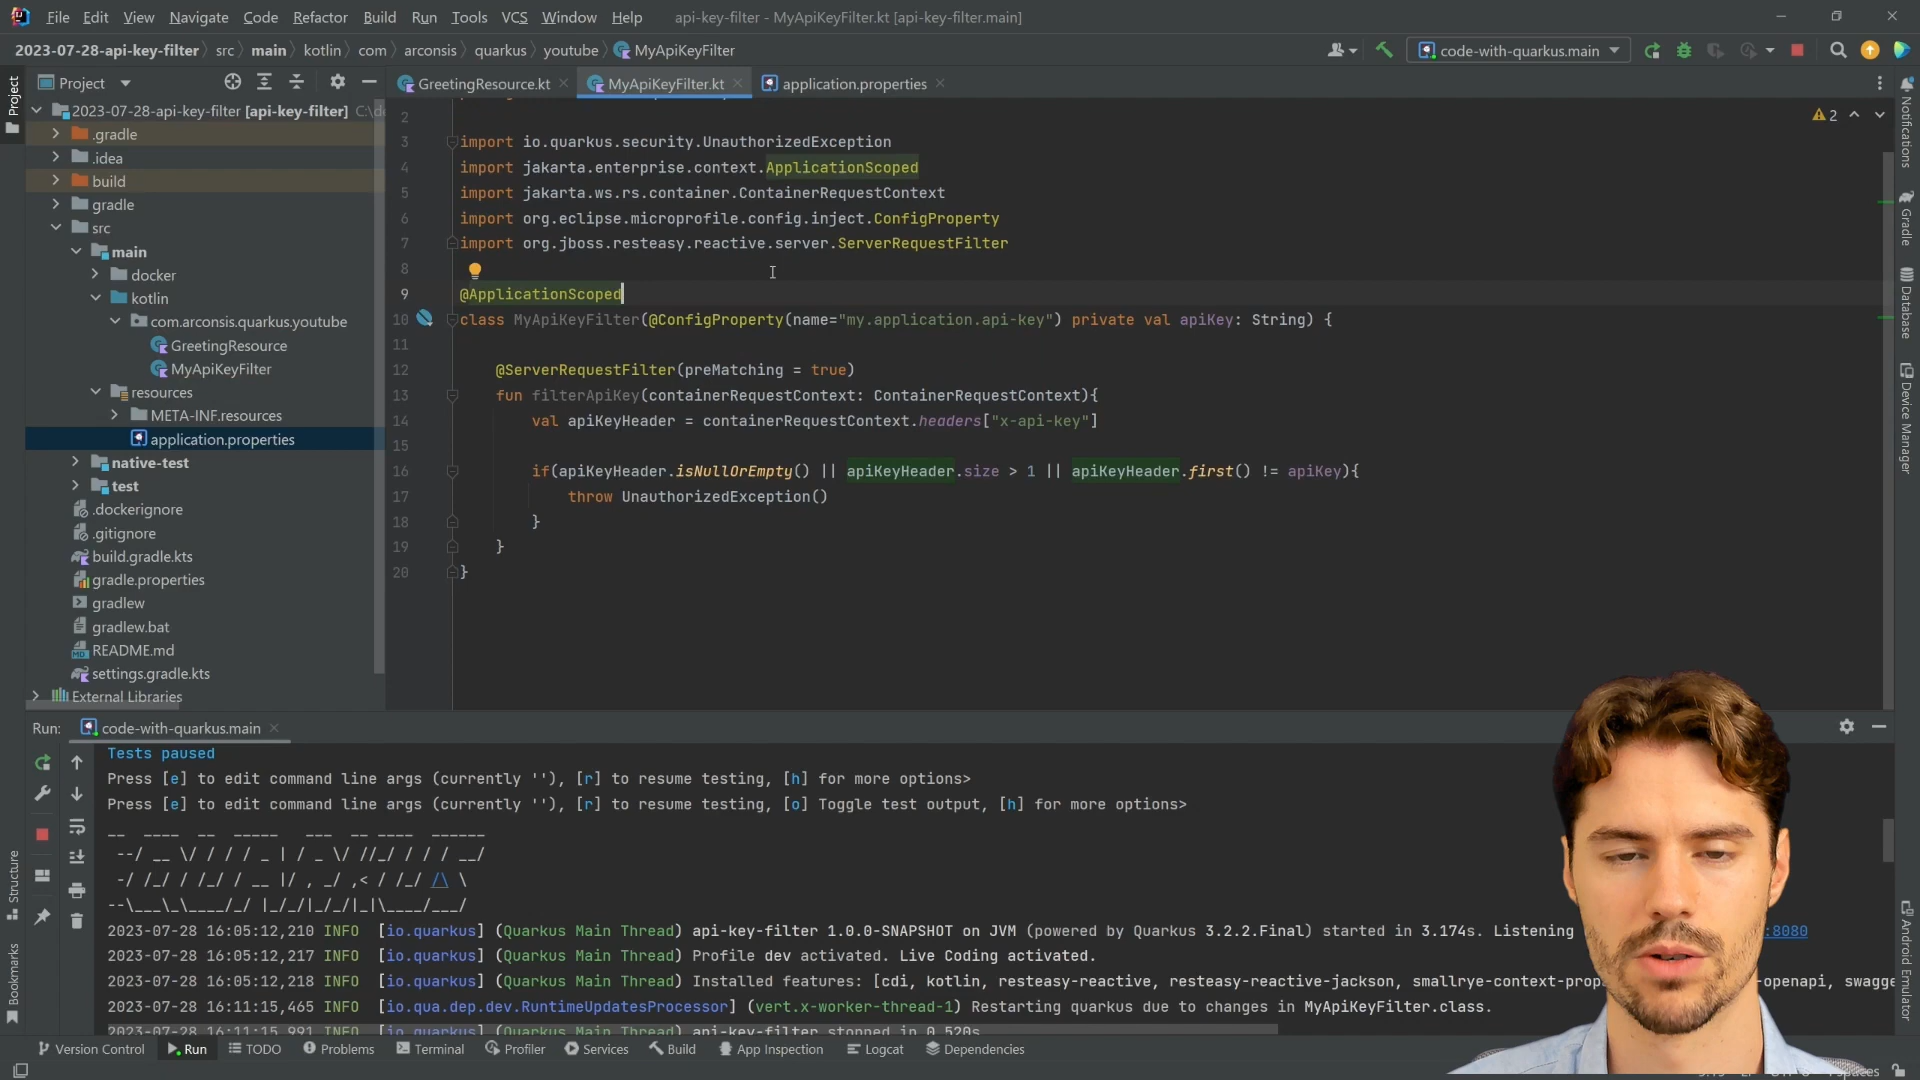 File Edit View Navigate Code Refactor Build Run Tools VCS Window Help api-key-filter - MyApiKeyFilter.kt [api-key-filter.main]
2023-07-28-api-key-filter src main kotlin com arconsis quarkus youtube MyApiKeyFilter code-with-quarkus.main
Project GreetingResource.kt MyApiKeyFilter.kt application.properties
Project
2023-07-28-api-key-filter [api-key-filter]
.gradle
.idea
build
gradle
src
main
docker
kotlin
com.arconsis.quarkus.youtube
GreetingResource
MyApiKeyFilter
resources
META-INF.resources
application.properties
native-test
test
.dockerignore
.gitignore
build.gradle.kts
gradle.properties
gradlew
gradlew.bat
README.md
settings.gradle.kts
External Libraries
2
2
3 import io.quarkus.security.UnauthorizedException
4 import jakarta.enterprise.context.ApplicationScoped
5 import jakarta.ws.rs.container.ContainerRequestContext
6 import org.eclipse.microprofile.config.inject.ConfigProperty
7 import org.jboss.resteasy.reactive.server.ServerRequestFilter
8
9 @ApplicationScoped
10 class MyApiKeyFilter(@ConfigProperty(name="my.application.api-key") private val apiKey: String) {
11
12 @ServerRequestFilter(preMatching = true)
13 fun filterApiKey(containerRequestContext: ContainerRequestContext){
14 val apiKeyHeader = containerRequestContext.headers["x-api-key"]
15
16 if(apiKeyHeader.isNullOrEmpty() || apiKeyHeader.size > 1 || apiKeyHeader.first() != apiKey){
17 throw UnauthorizedException()
18 }
19 }
20 }
Notifications
Gradle
Database
Device Manager
Android Emulator
Structure
Bookmarks
Run: code-with-quarkus.main
Tests paused
Press [e] to edit command line args (currently ''), [r] to resume testing, [h] for more options>
Press [e] to edit command line args (currently ''), [r] to resume testing, [o] Toggle test output, [h] for more options>
__ ____ __ _____ ___ __ ____ ______
--/ __ \/ / / / _ | / _ \/ //_/ / / / __/
-/ /_/ / /_/ / __ |/ , _/ ,< / /_/ /\ \
--\___\_\____/_/ |_/_/|_/_/|_|\____/___/
2023-07-28 16:05:12,210 INFO [io.quarkus] (Quarkus Main Thread) api-key-filter 1.0.0-SNAPSHOT on JVM (powered by Quarkus 3.2.2.Final) started in 3.174s. Listening :8080
2023-07-28 16:05:12,217 INFO [io.quarkus] (Quarkus Main Thread) Profile dev activated. Live Coding activated.
2023-07-28 16:05:12,218 INFO [io.quarkus] (Quarkus Main Thread) Installed features: [cdi, kotlin, resteasy-reactive, resteasy-reactive-jackson, smallrye-context-prop -openapi, swagge
2023-07-28 16:11:15,465 INFO [io.qua.dep.dev.RuntimeUpdatesProcessor] (vert.x-worker-thread-1) Restarting quarkus due to changes in MyApiKeyFilter.class.
2023-07-28 16:11:15,991 INFO [io.quarkus] (Quarkus Main Thread) api-key-filter stopped in 0.520s
Version Control Run TODO Problems Terminal Profiler Services Build App Inspection Logcat Dependencies